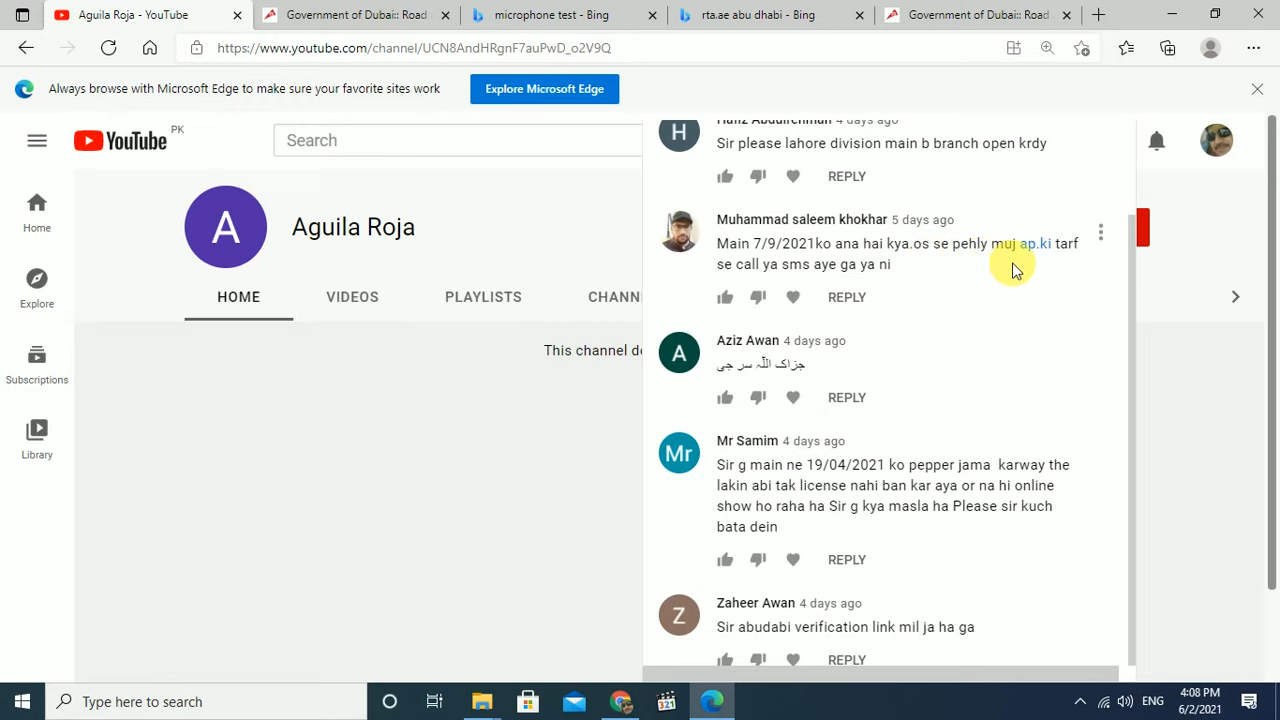 Aguila Roja - YouTube
Government of Dubai:: Road
microphone test - Bing
rta.ae abu dhabi - Bing
Government of Dubai:: Road
https://www.youtube.com/channel/UCN8AndHRgnF7auPwD_o2V9Q
Always browse with Microsoft Edge to make sure your favorite sites work
Explore Microsoft Edge
YouTube PK
Search
Home
Explore
Subscriptions
Library
A
Aguila Roja
HOME
VIDEOS
PLAYLISTS
CHANN
This channel do
H
Hafiz Abdulrehman 4 days ago
Sir please lahore division main b branch open krdy
REPLY
Muhammad saleem khokhar 5 days ago
Main 7/9/2021ko ana hai kya.os se pehly muj ap.ki tarf
se call ya sms aye ga ya ni
REPLY
A
Aziz Awan 4 days ago
جزاک اللّہ سر جی
REPLY
Mr
Mr Samim 4 days ago
Sir g main ne 19/04/2021 ko pepper jama karway the
lakin abi tak license nahi ban kar aya or na hi online
show ho raha ha Sir g kya masla ha Please sir kuch
bata dein
REPLY
Z
Zaheer Awan 4 days ago
Sir abudabi verification link mil ja ha ga
REPLY
Type here to search
321
ENG
4:08 PM
6/2/2021